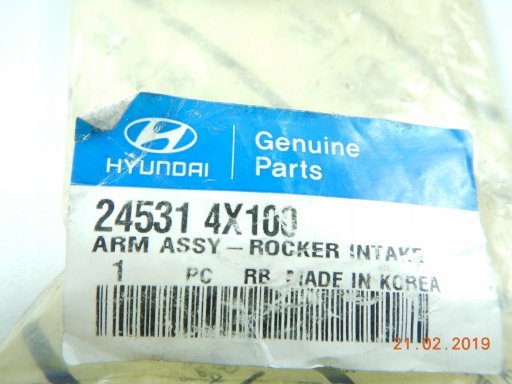 HYUNDAI
Genuine
Parts
24531 4X100
ARM ASSY - ROCKER INTAKE
1 PC RB MADE IN KOREA
21.02.2019